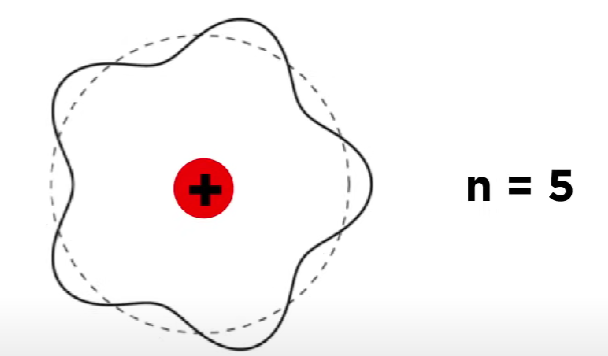 +
n = 5